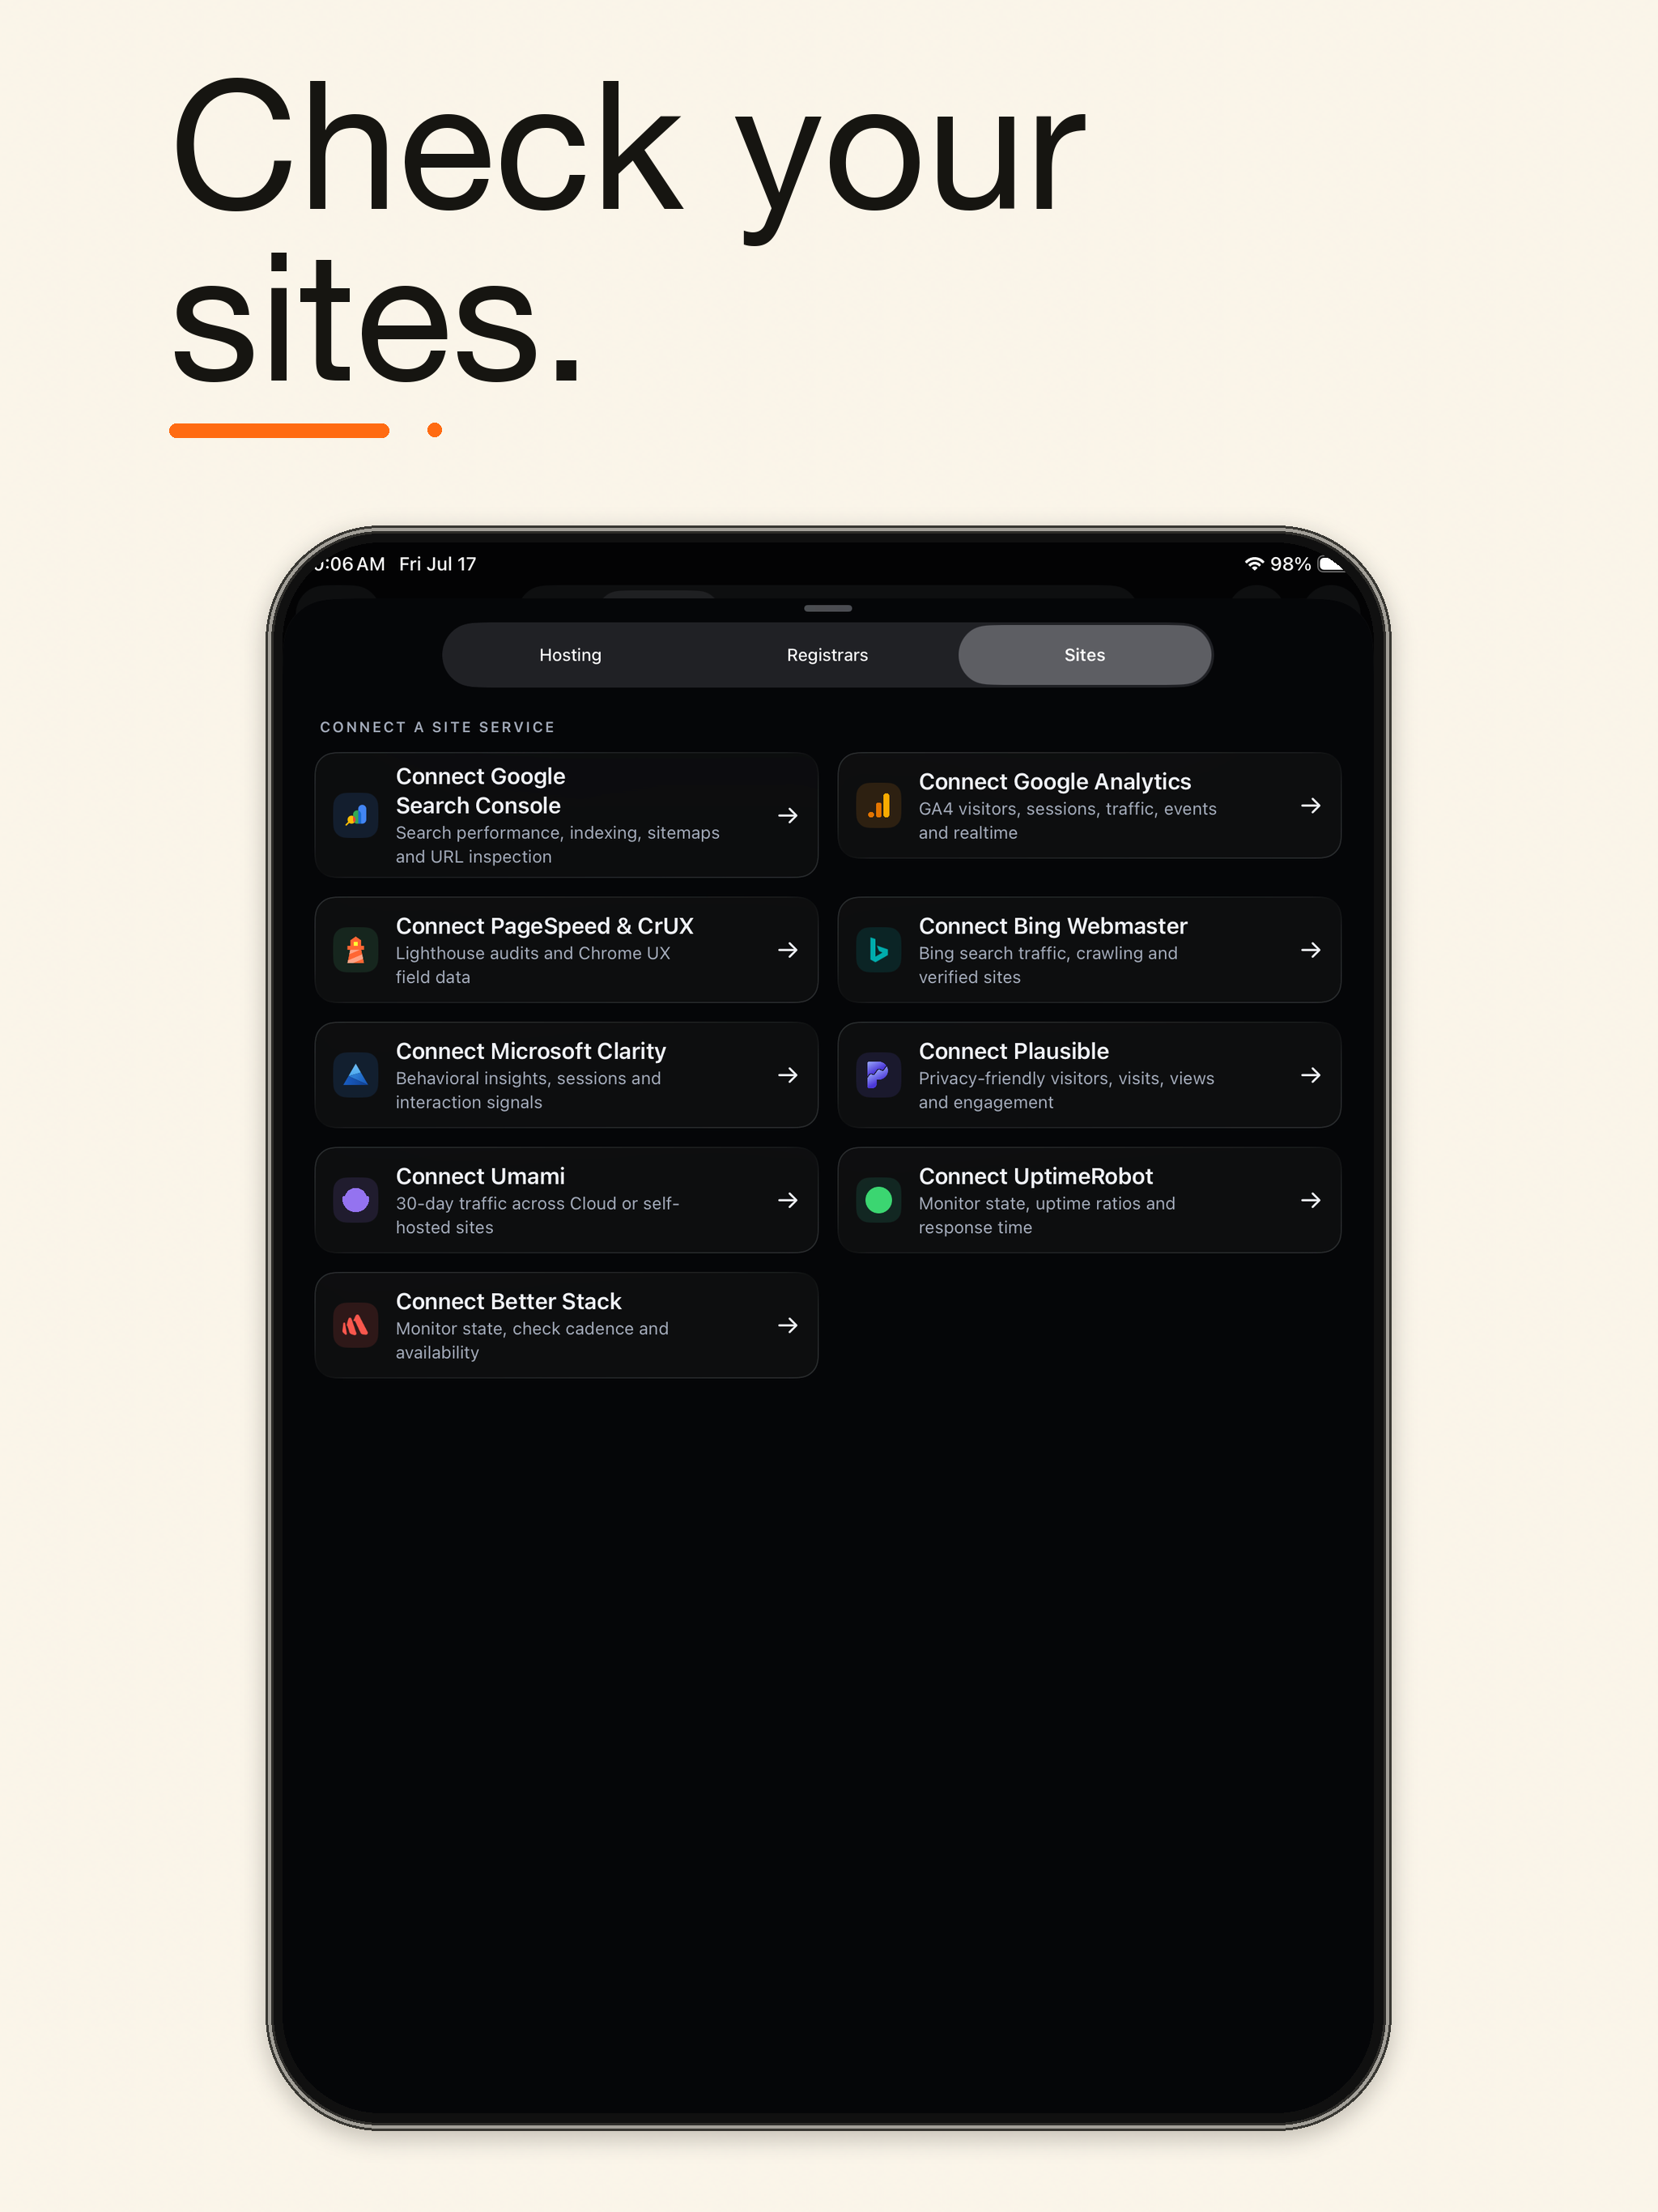 Check your
sites.
:06 AM Fri Jul 17
98%
Hosting
Registrars
Sites
CONNECT A SITE SERVICE
Connect Google
Search Console
Search performance, indexing, sitemaps
and URL inspection
Connect Google Analytics
GA4 visitors, sessions, traffic, events
and realtime
Connect PageSpeed & CrUX
Lighthouse audits and Chrome UX
field data
Connect Bing Webmaster
Bing search traffic, crawling and
verified sites
Connect Microsoft Clarity
Behavioral insights, sessions and
interaction signals
Connect Plausible
Privacy-friendly visitors, visits, views
and engagement
Connect Umami
30-day traffic across Cloud or self-
hosted sites
Connect UptimeRobot
Monitor state, uptime ratios and
response time
Connect Better Stack
Monitor state, check cadence and
availability